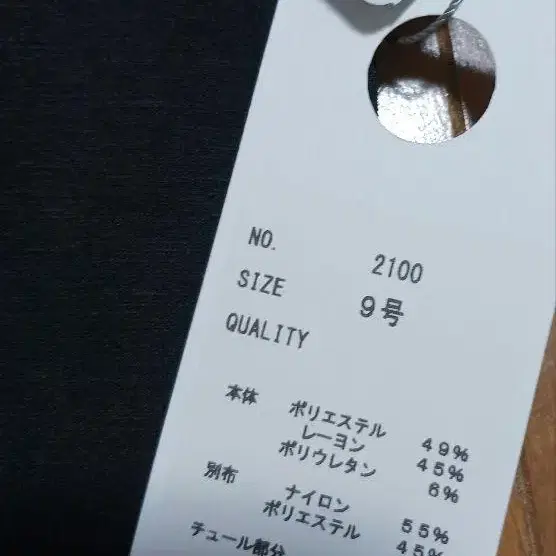 NO. 2100
SIZE 9号
QUALITY
本体 ポリエステル 49%
レーヨン 45%
ポリウレタン 6%
別布 ナイロン 55%
ポリエステル 45%
チュール部分